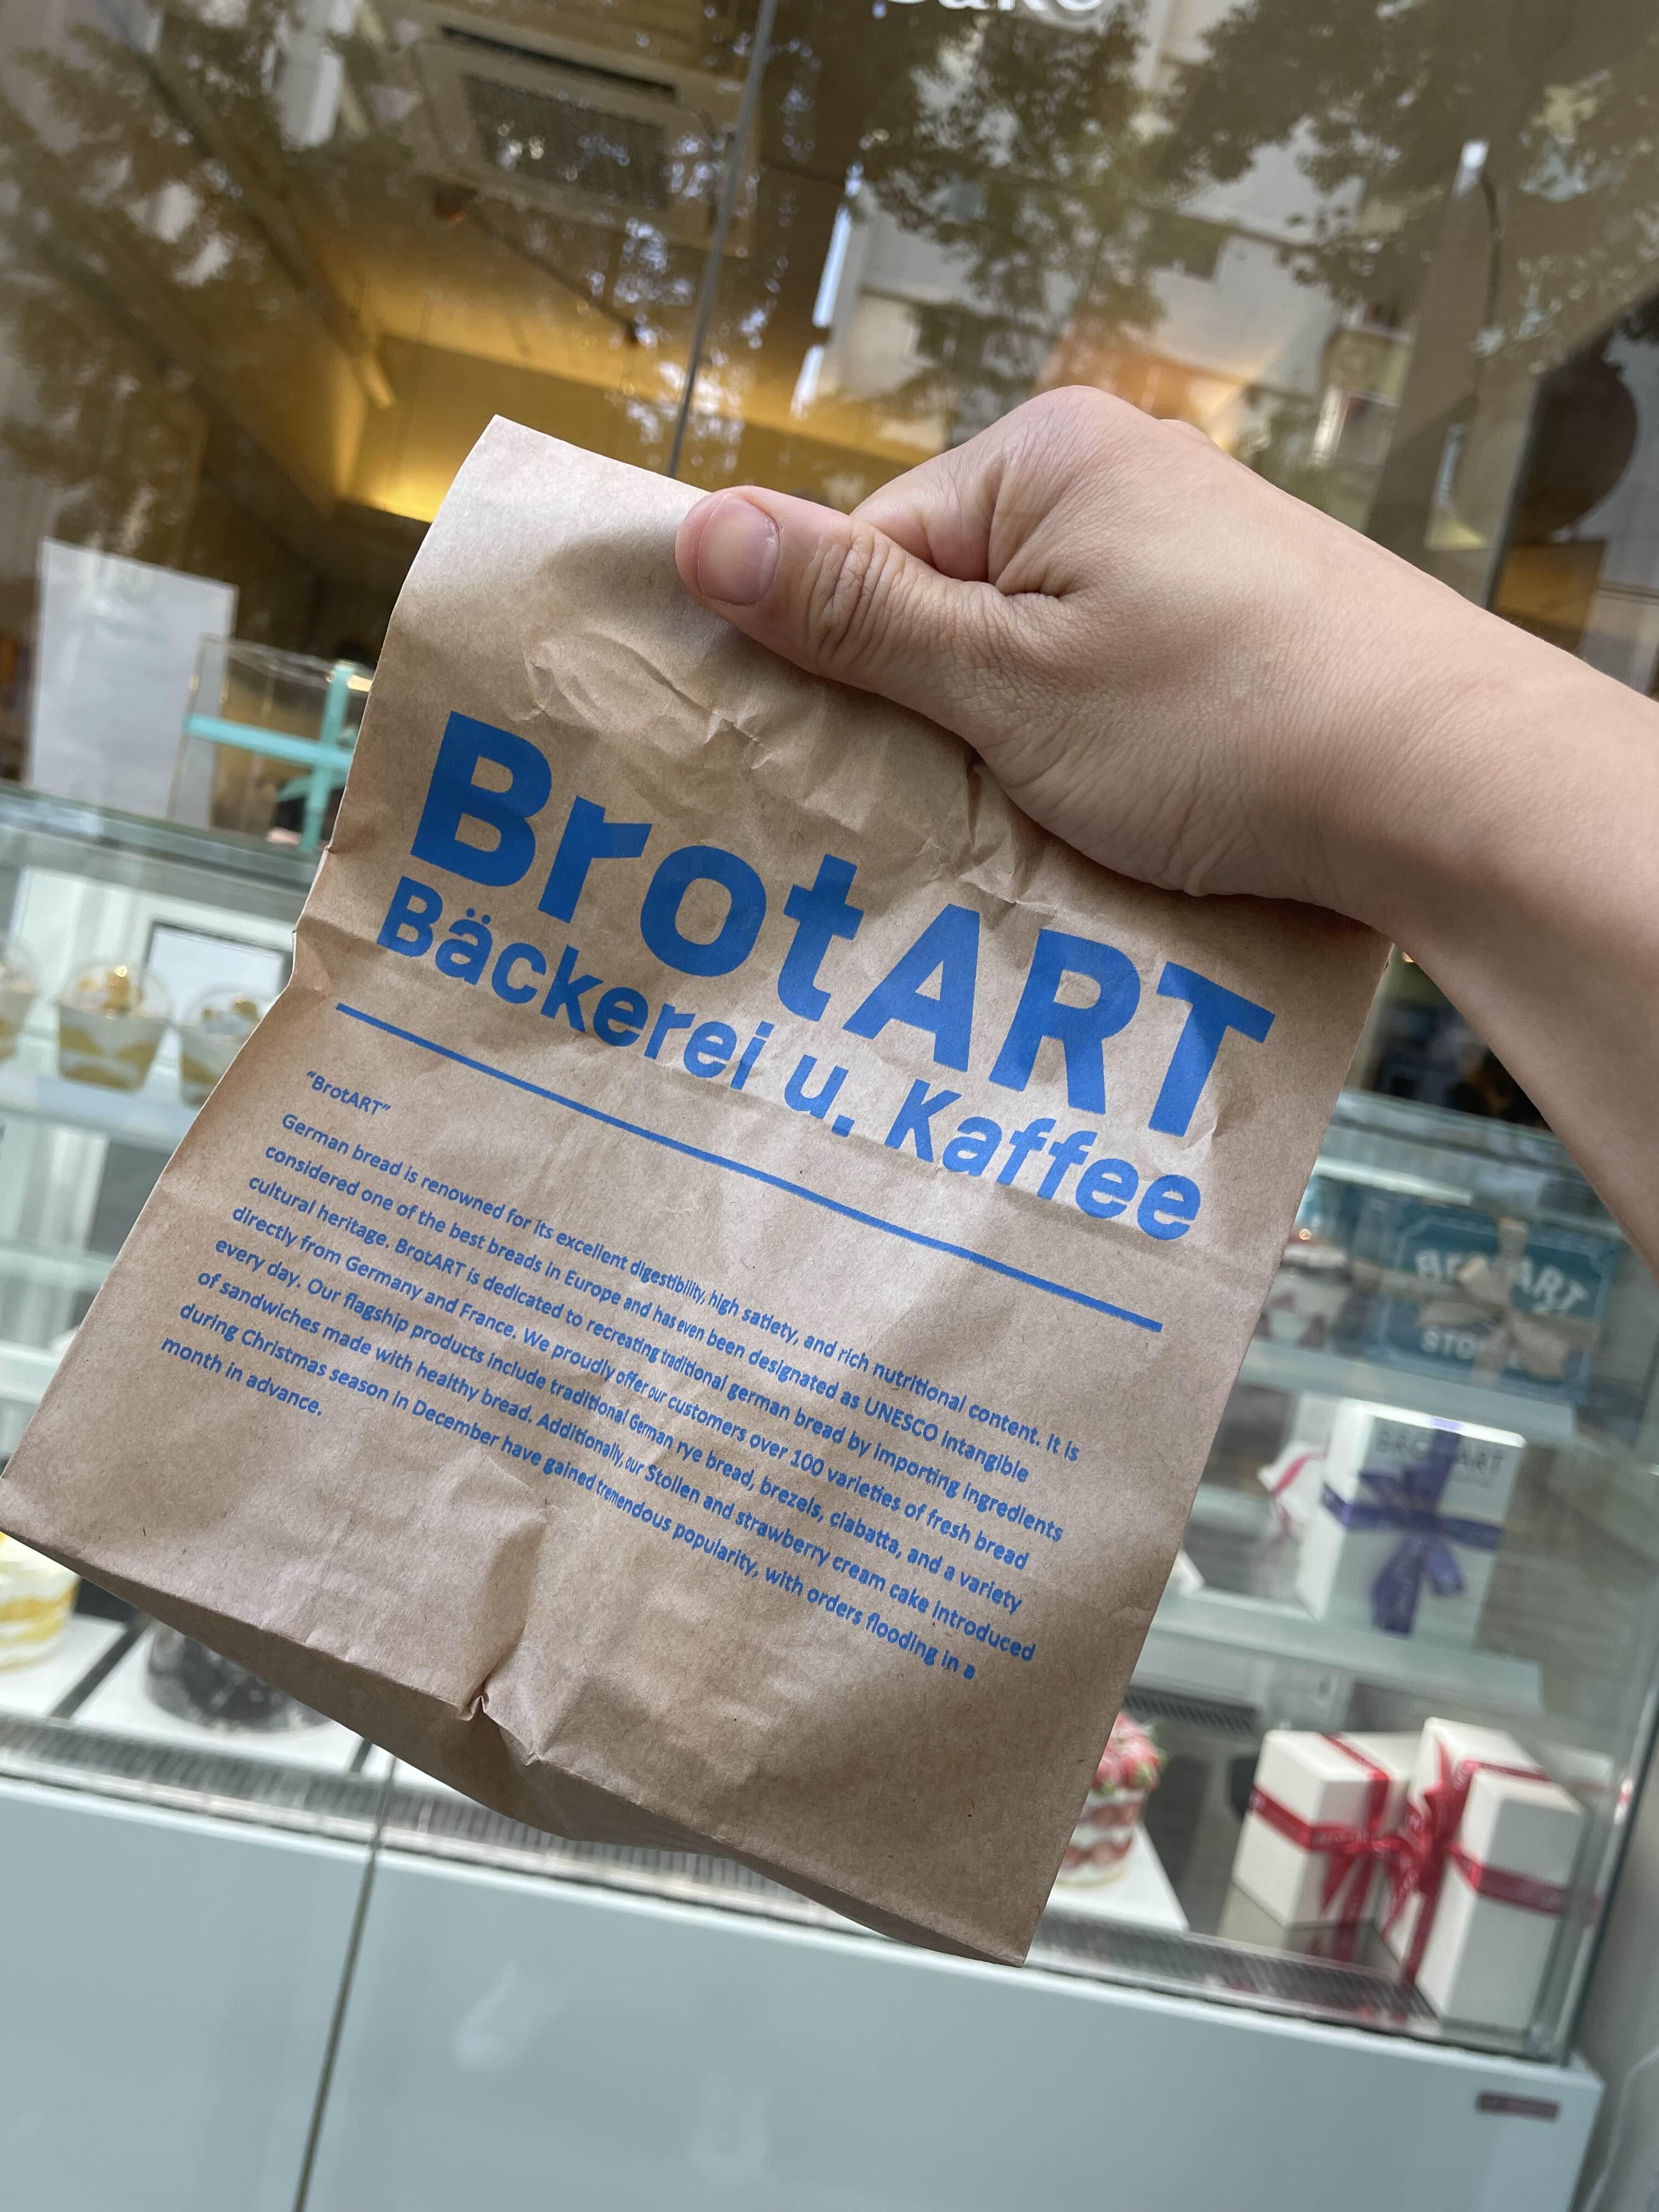 BrotART
Bäckerei u. Kaffee
"BrotART"
German bread is renowned for its excellent digestibility, high satiety, and rich nutritional content. It is
considered one of the best breads in Europe and has even been designated as UNESCO intangible
cultural heritage. BrotART is dedicated to recreating traditional german bread by importing ingredients
directly from Germany and France. We proudly offer our customers over 100 varieties of fresh bread
every day. Our flagship products include traditional German rye bread, brezels, ciabatta, and a variety
of sandwiches made with healthy bread. Additionally, our Stollen and strawberry cream cake introduced
during Christmas season in December have gained tremendous popularity, with orders flooding in a
month in advance.
BROTART